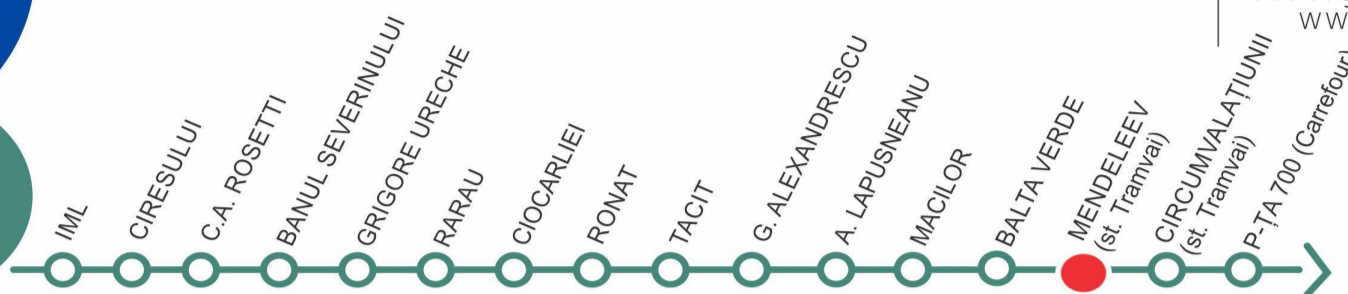 WW
IML
CIRESULUI
C.A. ROSETTI
BANUL SEVERINULUI
GRIGORE URECHE
RARAU
CIOCARLIEI
RONAT
TACIT
G. ALEXANDRESCU
A. LAPUSNEANU
MACILOR
BALTA VERDE
MENDELEEV
(st. Tramvai)
CIRCUMVALAȚIUNII
(st. Tramvai)
P-ȚA 700 (Carrefour)